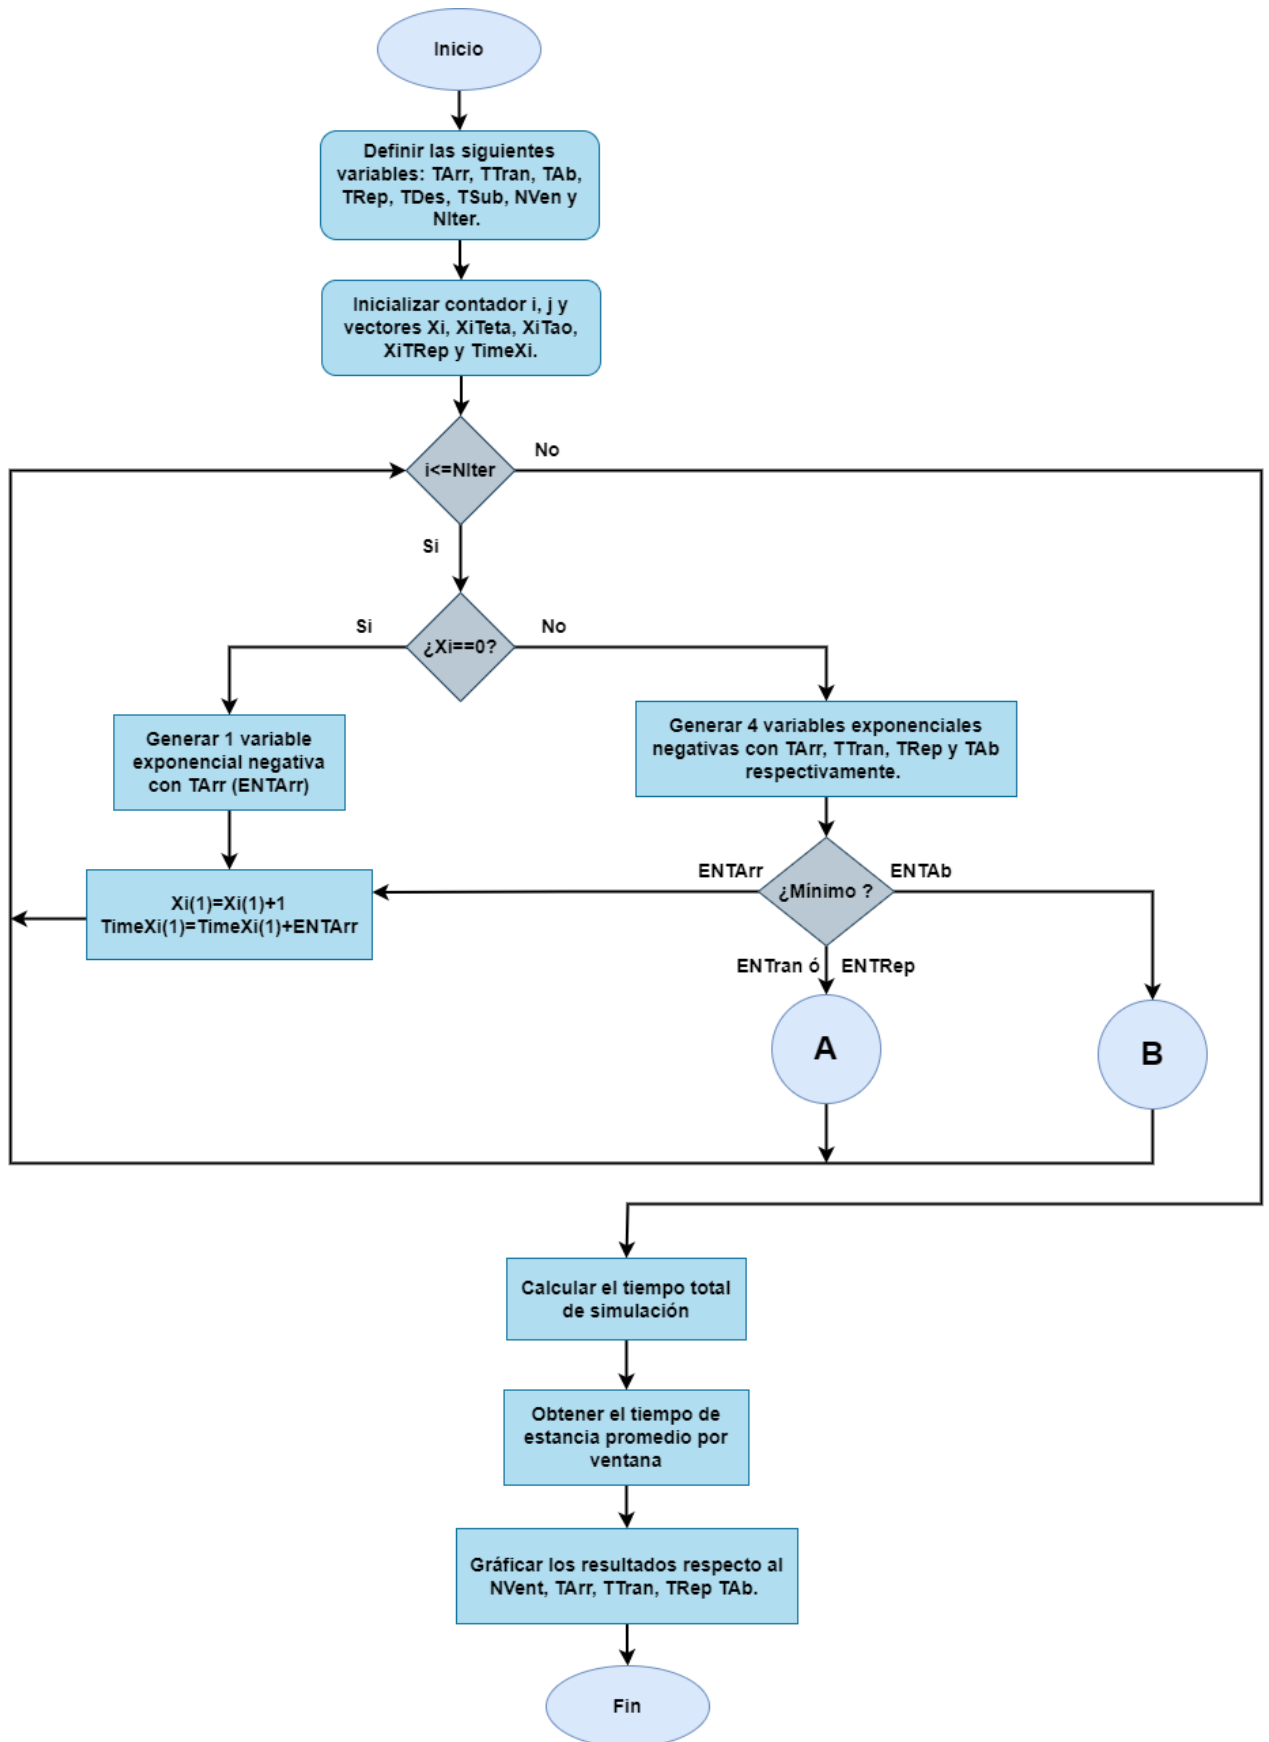 Inicio
Definir las siguientes
variables: TArr, TTran, TAb,
TRep, TDes, TSub, NVen y
NIter.
Inicializar contador i, j y
vectores Xi, XiTeta, XiTao,
XiTRep y TimeXi.
i<=NIter
No
Si
¿Xi==0?
Si
No
Generar 1 variable
exponencial negativa
con TArr (ENTArr)
Generar 4 variables exponenciales
negativas con TArr, TTran, TRep y TAb
respectivamente.
Xi(1)=Xi(1)+1
TimeXi(1)=TimeXi(1)+ENTArr
ENTArr
¿Mínimo ?
ENTAb
ENTran ó
ENTRep
A
B
Calcular el tiempo total
de simulación
Obtener el tiempo de
estancia promedio por
ventana
Gráficar los resultados respecto al
NVent, TArr, TTran, TRep TAb.
Fin